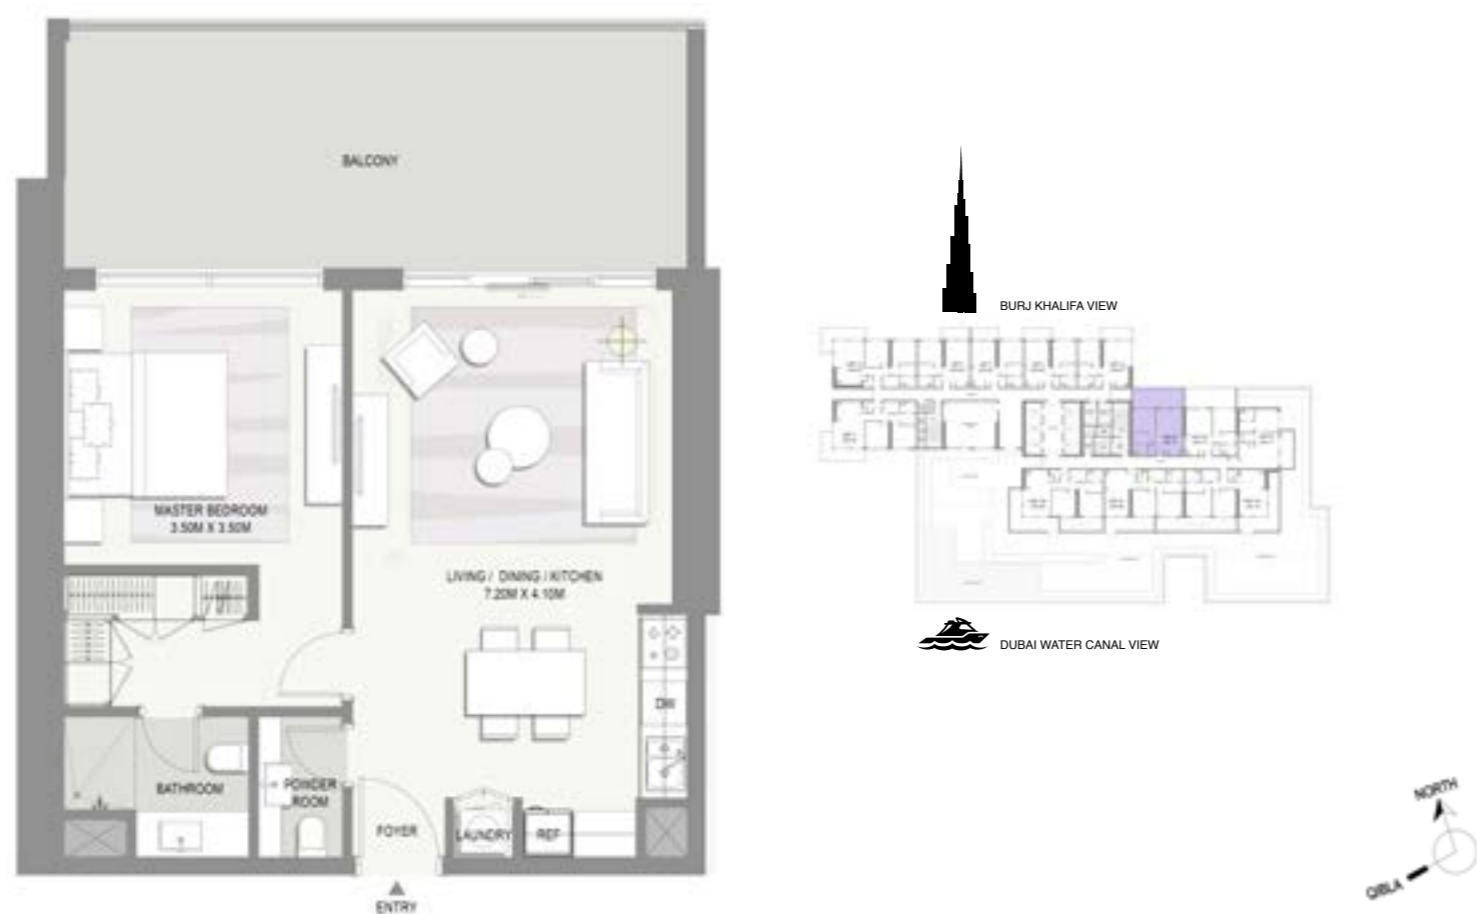 BALCONY
MASTER BEDROOM
3.50M X 3.50M
LIVING / DINING / KITCHEN
7.20M X 4.10M
DW
BATHROOM
POWDER
ROOM
FOYER
LAUNDRY
REF
ENTRY
BURJ KHALIFA VIEW
DUBAI WATER CANAL VIEW
NORTH
QIBLA